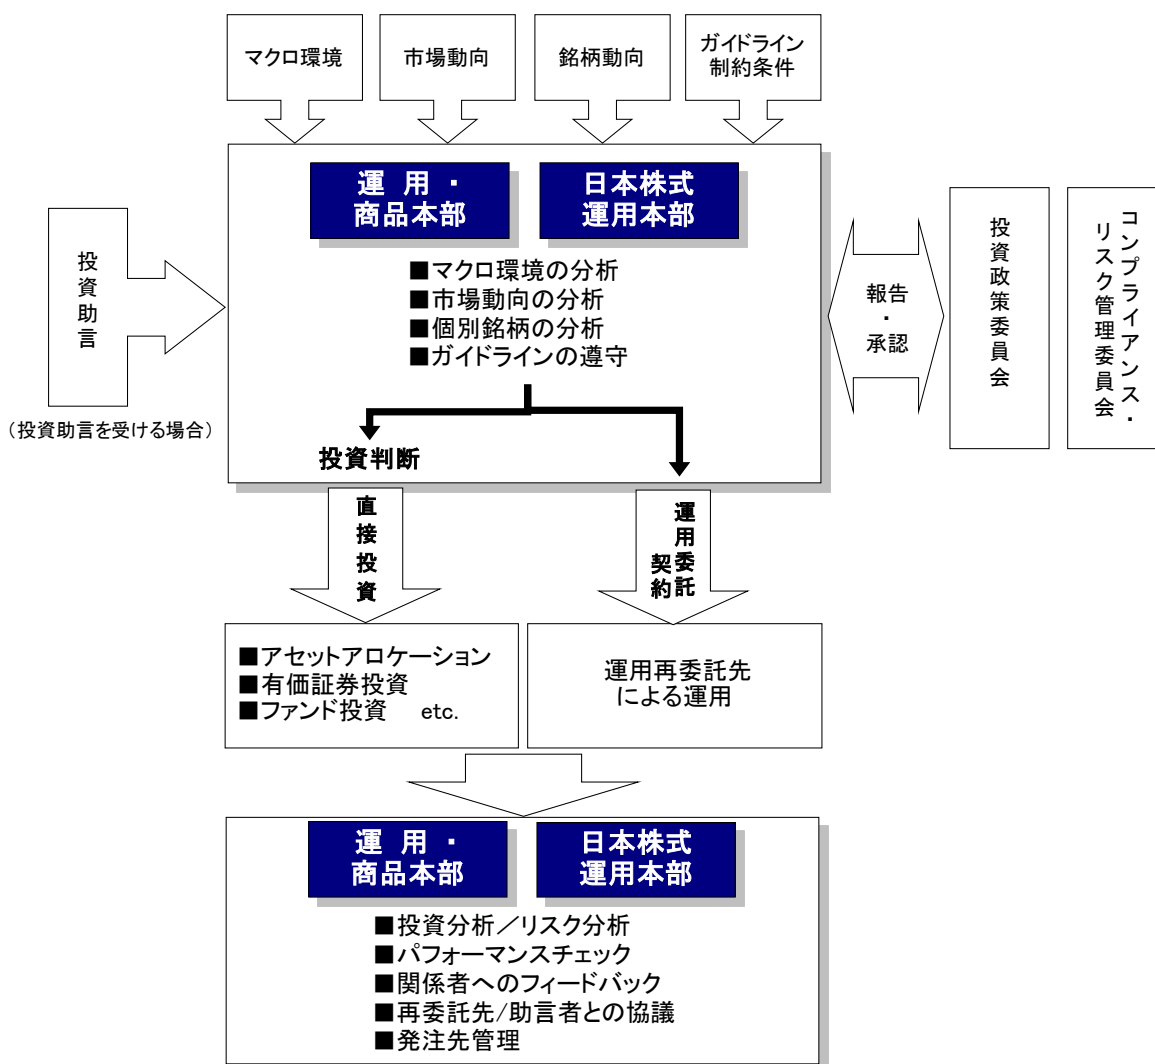 マクロ環境
市場動向
銘柄動向
ガイドライン
制約条件
運 用 ・
商品本部
日本株式
運用本部
■マクロ環境の分析
■市場動向の分析
■個別銘柄の分析
■ガイドラインの遵守
投資助言
(投資助言を受ける場合)
報告
・
承認
投資政策委員会
コンプライアンス・
リスク管理委員会
投資判断
直接投資
運用委託
契約
■アセットアロケーション
■有価証券投資
■ファンド投資 etc.
運用再委託先
による運用
運 用 ・
商品本部
日本株式
運用本部
■投資分析/リスク分析
■パフォーマンスチェック
■関係者へのフィードバック
■再委託先/助言者との協議
■発注先管理